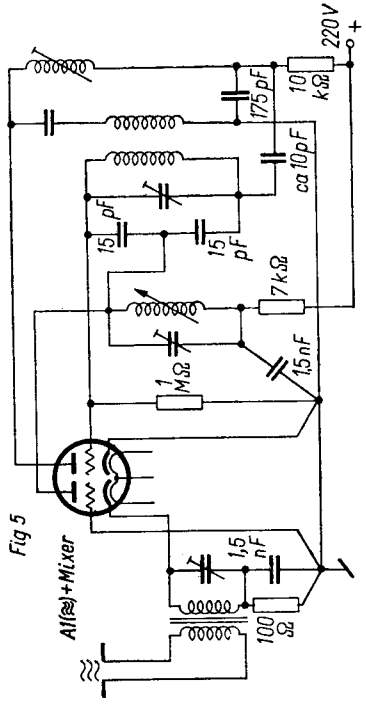 Fig 5
A1(≋)+Mixer
100
Ω
1,5
nF
1
MΩ
1,5nF
7kΩ
15
pF
15
pF
ca 10pF
175pF
10
kΩ
220V
+